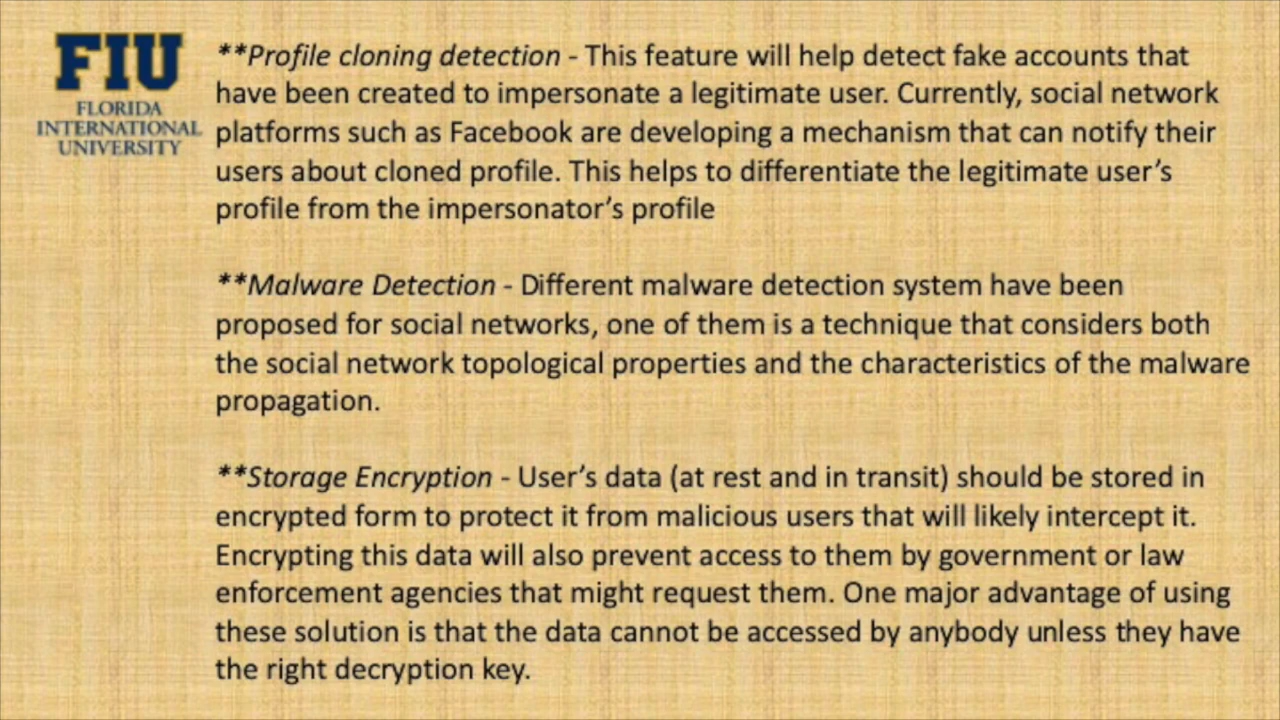 FIU
FLORIDA
INTERNATIONAL
UNIVERSITY
**Profile cloning detection - This feature will help detect fake accounts that
have been created to impersonate a legitimate user. Currently, social network
platforms such as Facebook are developing a mechanism that can notify their
users about cloned profile. This helps to differentiate the legitimate user’s
profile from the impersonator’s profile
**Malware Detection - Different malware detection system have been
proposed for social networks, one of them is a technique that considers both
the social network topological properties and the characteristics of the malware
propagation.
**Storage Encryption - User’s data (at rest and in transit) should be stored in
encrypted form to protect it from malicious users that will likely intercept it.
Encrypting this data will also prevent access to them by government or law
enforcement agencies that might request them. One major advantage of using
these solution is that the data cannot be accessed by anybody unless they have
the right decryption key.